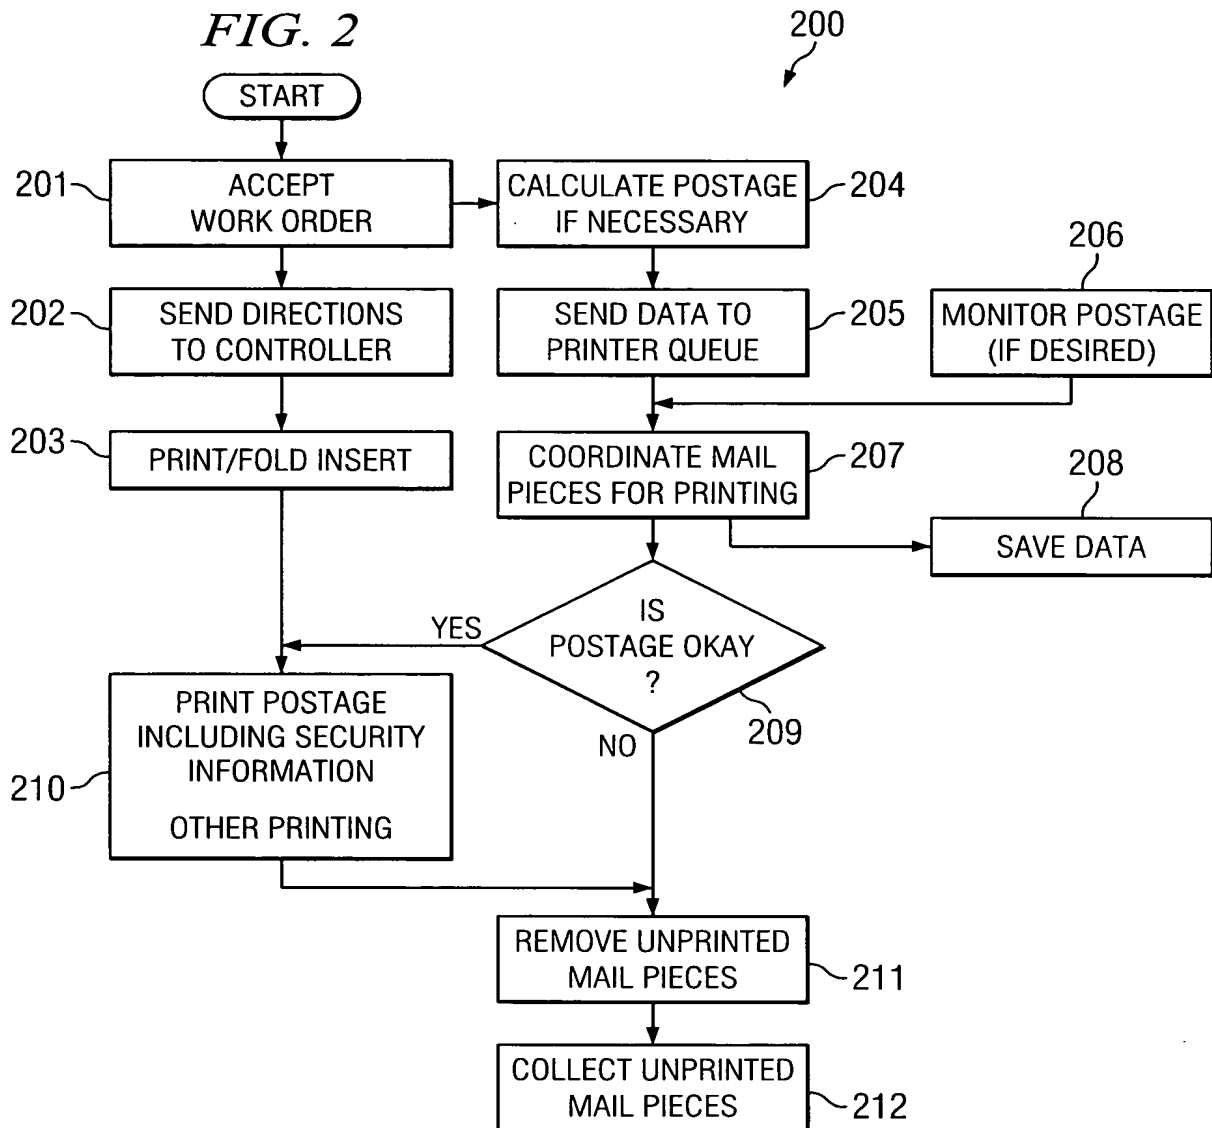 FIG. 2
200
START
201
ACCEPT
WORK ORDER
CALCULATE POSTAGE
IF NECESSARY
204
202
SEND DIRECTIONS
TO CONTROLLER
SEND DATA TO
PRINTER QUEUE
205
206
MONITOR POSTAGE
(IF DESIRED)
203
PRINT/FOLD INSERT
COORDINATE MAIL
PIECES FOR PRINTING
207
208
SAVE DATA
YES
IS
POSTAGE OKAY
?
209
NO
210
PRINT POSTAGE
INCLUDING SECURITY
INFORMATION
OTHER PRINTING
REMOVE UNPRINTED
MAIL PIECES
211
COLLECT UNPRINTED
MAIL PIECES
212